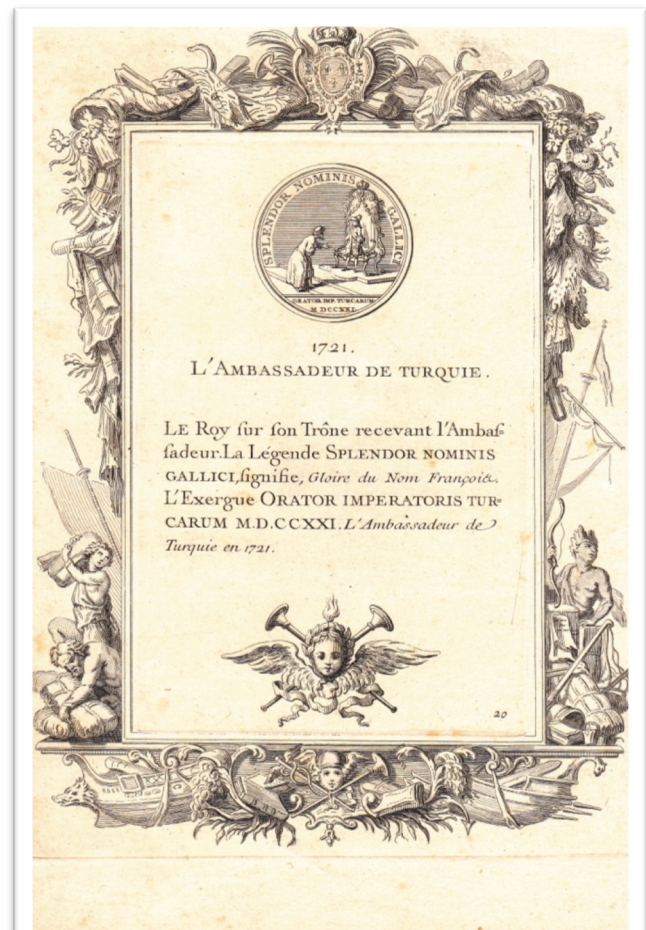 SPLENDOR NOMINIS GALLICI
ORATOR IMP. TURCARUM
M DCCXXI.
1721.
L'AMBASSADEUR DE TURQUIE.
LE Roy ſur ſon Trône recevant l'Ambaſ=
ſadeur. La Légende SPLENDOR NOMINIS
GALLICI, ſignifie, Gloire du Nom François.
L'Exergue ORATOR IMPERATORIS TUR=
CARUM M.D.CCXXI. L'Ambassadeur de
Turquie en 1721.
20